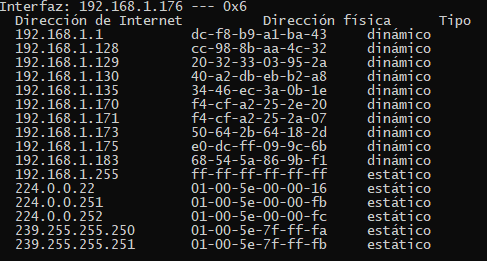 Interfaz: 192.168.1.176 --- 0x6
Dirección de Internet Dirección física Tipo
192.168.1.1 dc-f8-b9-a1-ba-43 dinámico
192.168.1.128 cc-98-8b-aa-4c-32 dinámico
192.168.1.129 20-32-33-03-95-2a dinámico
192.168.1.130 40-a2-db-eb-b2-a8 dinámico
192.168.1.135 34-46-ec-3a-0b-1e dinámico
192.168.1.170 f4-cf-a2-25-2e-20 dinámico
192.168.1.171 f4-cf-a2-25-2a-07 dinámico
192.168.1.173 50-64-2b-64-18-2d dinámico
192.168.1.175 e0-dc-ff-09-9c-6b dinámico
192.168.1.183 68-54-5a-86-9b-f1 dinámico
192.168.1.255 ff-ff-ff-ff-ff-ff estático
224.0.0.22 01-00-5e-00-00-16 estático
224.0.0.251 01-00-5e-00-00-fb estático
224.0.0.252 01-00-5e-00-00-fc estático
239.255.255.250 01-00-5e-7f-ff-fa estático
239.255.255.251 01-00-5e-7f-ff-fb estático